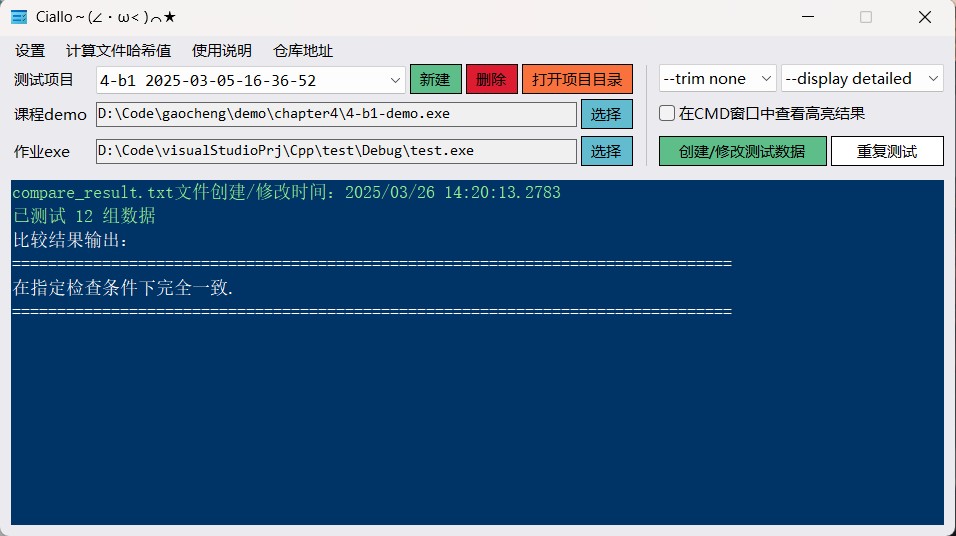 Ciallo～(∠・ω< )⌒★
设置 计算文件哈希值 使用说明 仓库地址
测试项目 4-b1 2025-03-05-16-36-52 新建 删除 打开项目目录 --trim none --display detailed
课程demo D:\Code\gaocheng\demo\chapter4\4-b1-demo.exe 选择 在CMD窗口中查看高亮结果
作业exe D:\Code\visualStudioPrj\Cpp\test\Debug\test.exe 选择 创建/修改测试数据 重复测试
compare_result.txt文件创建/修改时间: 2025/03/26 14:20:13.2783
已测试 12 组数据
比较结果输出:
================================================================================
在指定检查条件下完全一致.
================================================================================